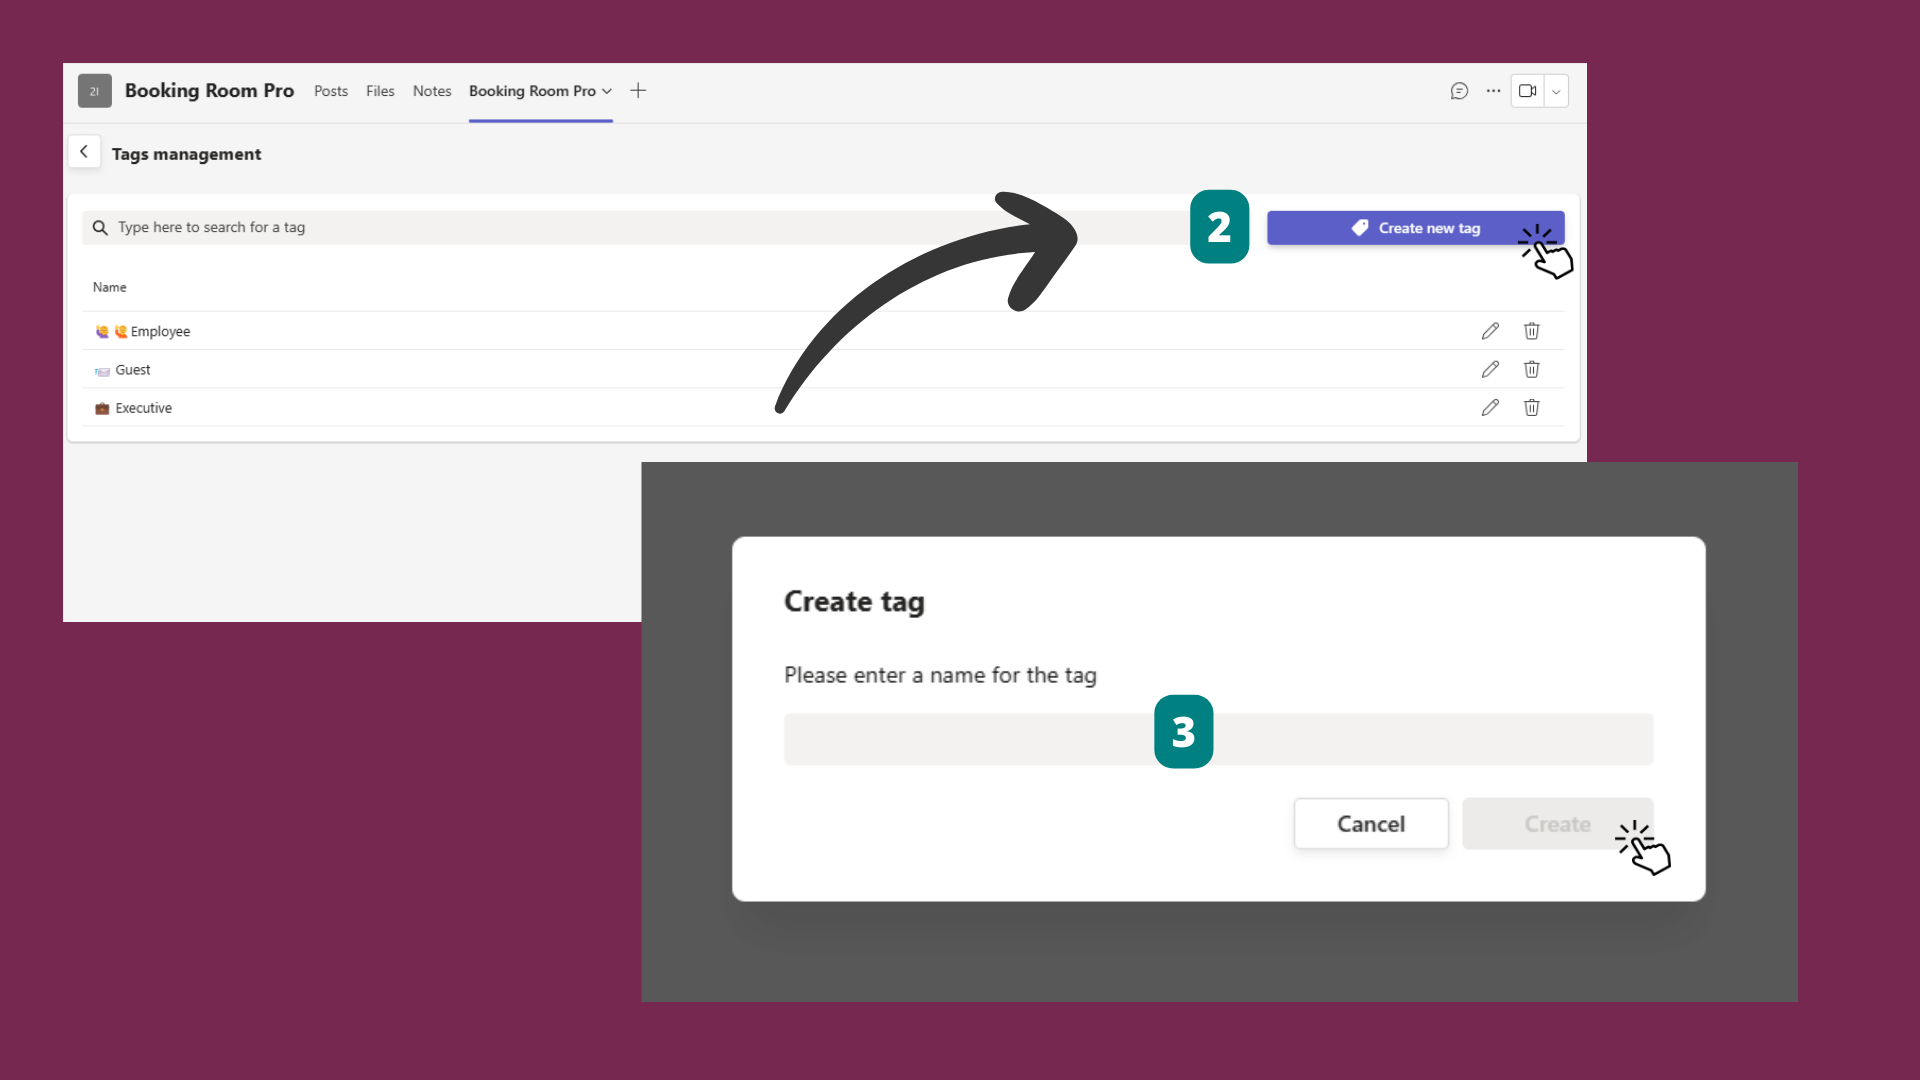 21 Booking Room Pro Posts Files Notes Booking Room Pro
Tags management
Type here to search for a tag
2
Create new tag
Name
Employee
Guest
Executive
Create tag
Please enter a name for the tag
3
Cancel Create